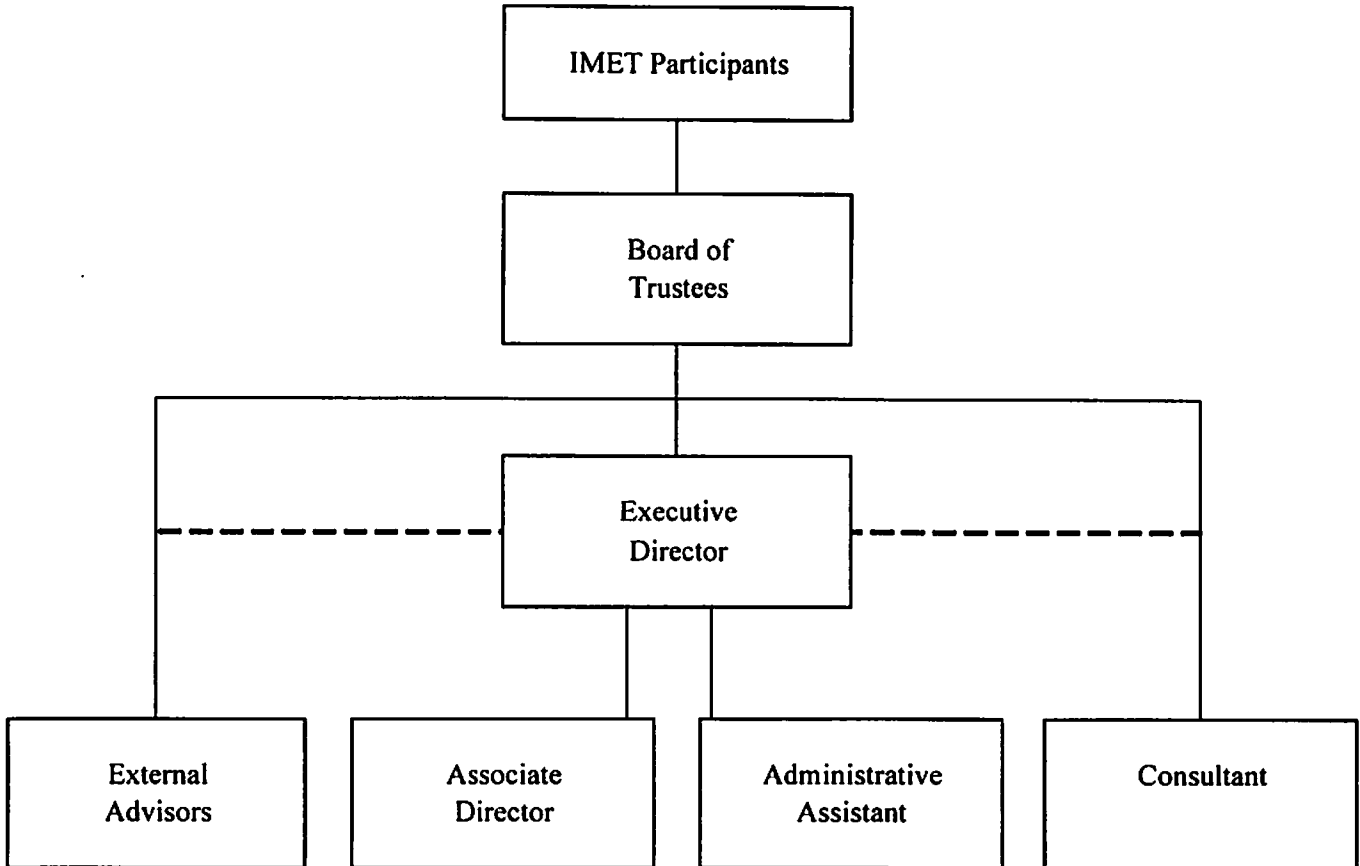 IMET Participants
Board of
Trustees
Executive
Director
External
Advisors
Associate
Director
Administrative
Assistant
Consultant